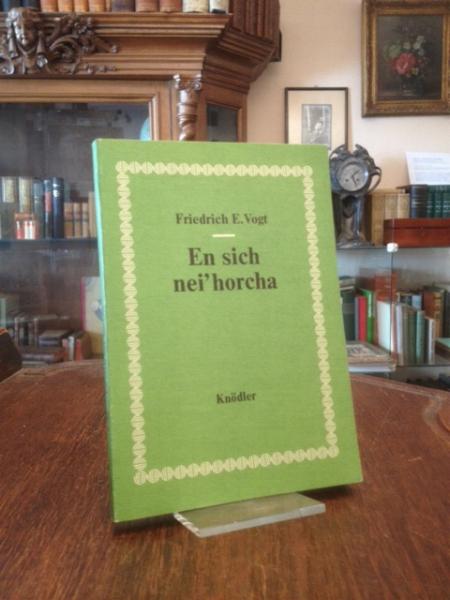 Friedrich E. Vogt
En sich
nei'horcha
Knödler